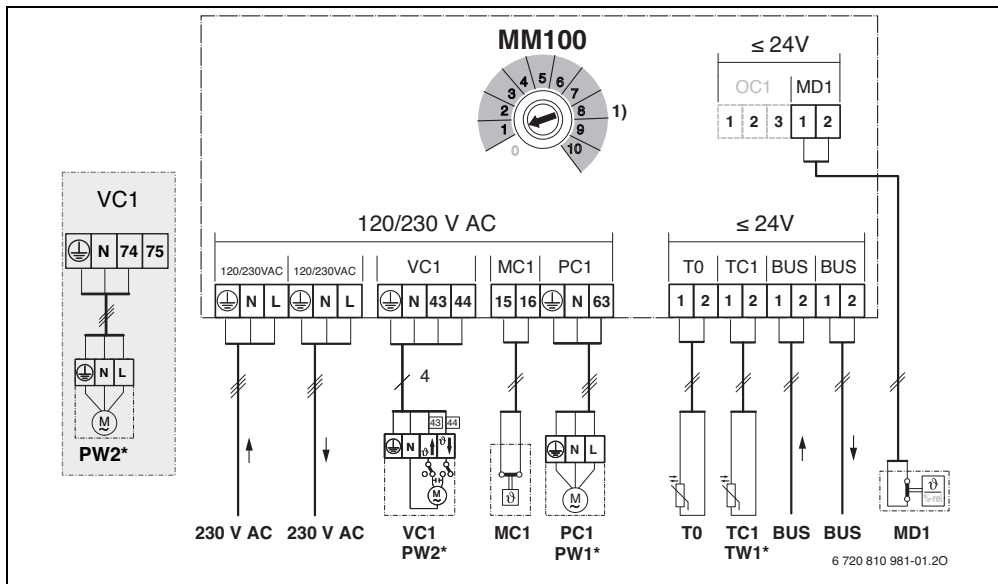 MM100
≤ 24V
OC1 MD1
1 2 3 1 2
0 1 2 3 4 5 6 7 8 9 10
1)
VC1
N 74 75
N L
M
~
PW2*
120/230 V AC
≤ 24V
120/230VAC 120/230VAC VC1 MC1 PC1 T0 TC1 BUS BUS
N L N L N 43 44 15 16 N 63 1 2 1 2 1 2 1 2
4
43 44
N ϑ ϑ
N L
M
~
ϑ
M
~
ϑ
%-rel
230 V AC 230 V AC VC1 MC1 PC1 T0 TC1 BUS BUS MD1
PW2* PW1* TW1*
6 720 810 981-01.2O